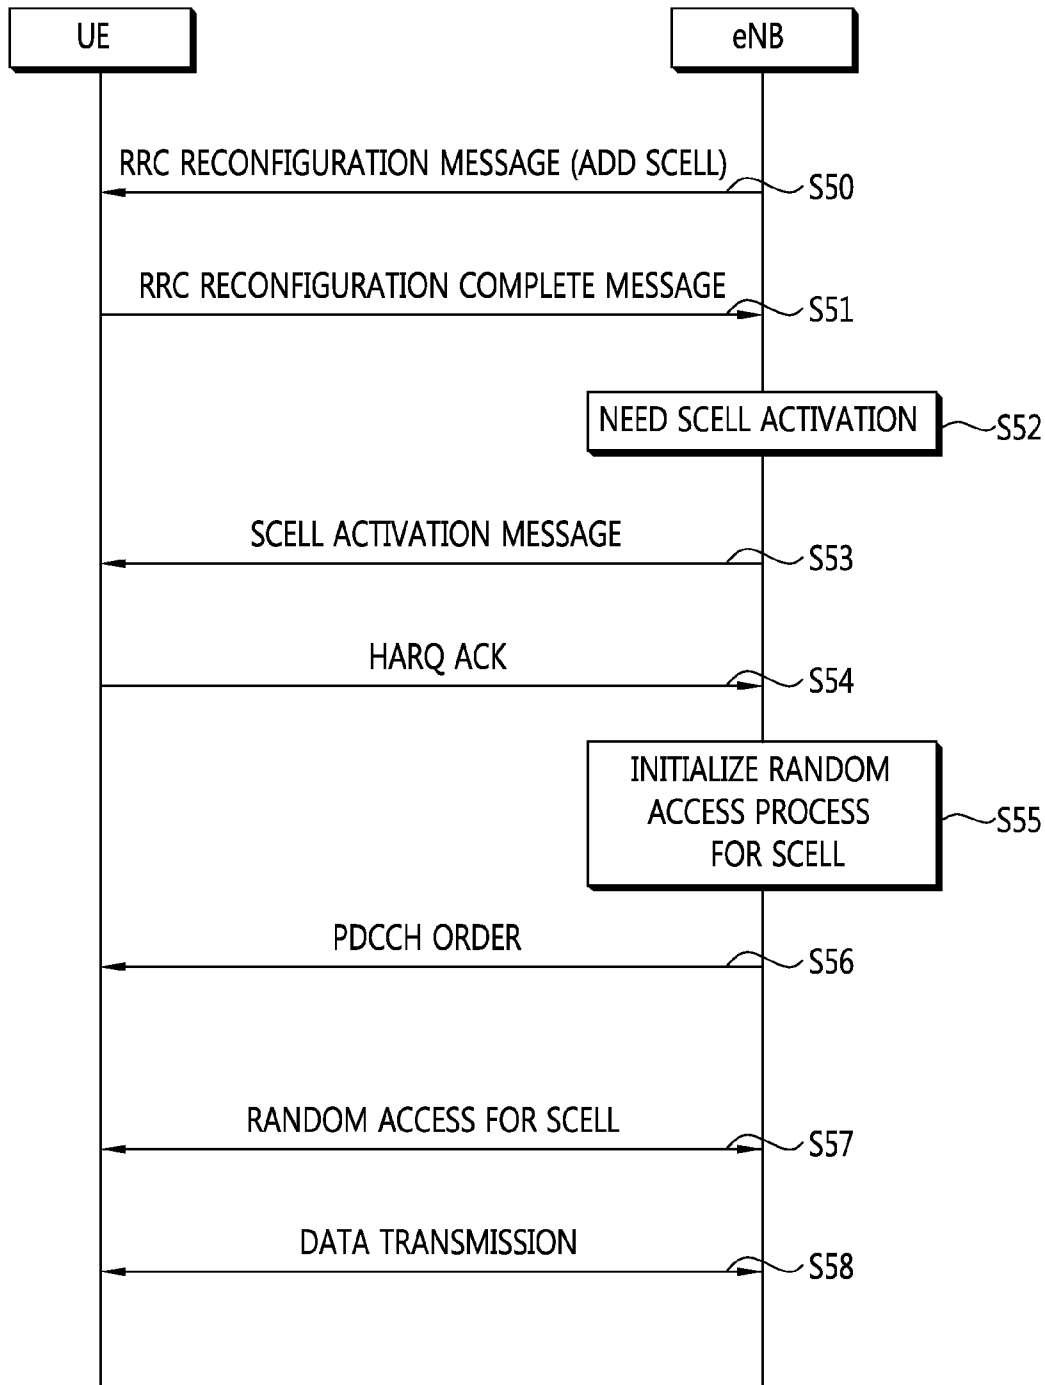 UE
eNB
RRC RECONFIGURATION MESSAGE (ADD SCELL)
S50
RRC RECONFIGURATION COMPLETE MESSAGE
S51
NEED SCELL ACTIVATION
S52
SCELL ACTIVATION MESSAGE
S53
HARQ ACK
S54
INITIALIZE RANDOM
ACCESS PROCESS
FOR SCELL
S55
PDCCH ORDER
S56
RANDOM ACCESS FOR SCELL
S57
DATA TRANSMISSION
S58